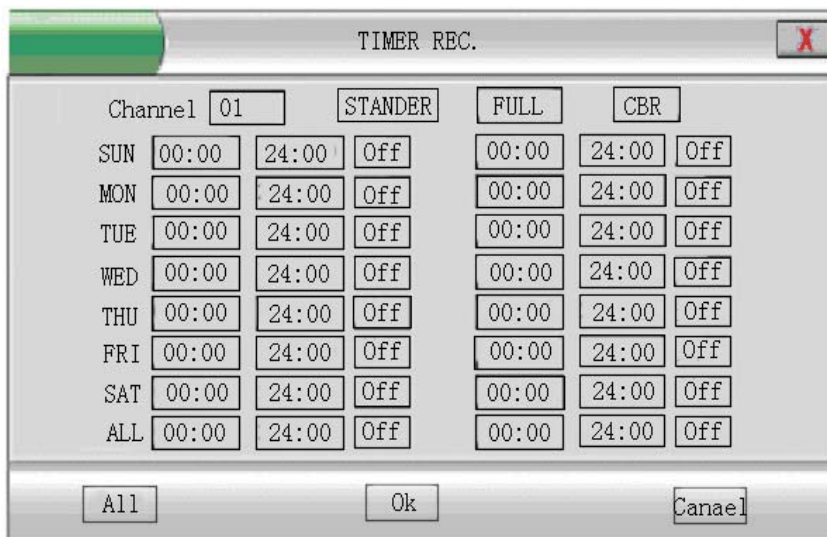 TIMER REC. X
Channel 01 STANDER FULL CBR
SUN 00:00 24:00 Off 00:00 24:00 Off
MON 00:00 24:00 Off 00:00 24:00 Off
TUE 00:00 24:00 Off 00:00 24:00 Off
WED 00:00 24:00 Off 00:00 24:00 Off
THU 00:00 24:00 Off 00:00 24:00 Off
FRI 00:00 24:00 Off 00:00 24:00 Off
SAT 00:00 24:00 Off 00:00 24:00 Off
ALL 00:00 24:00 Off 00:00 24:00 Off
All Ok Canael